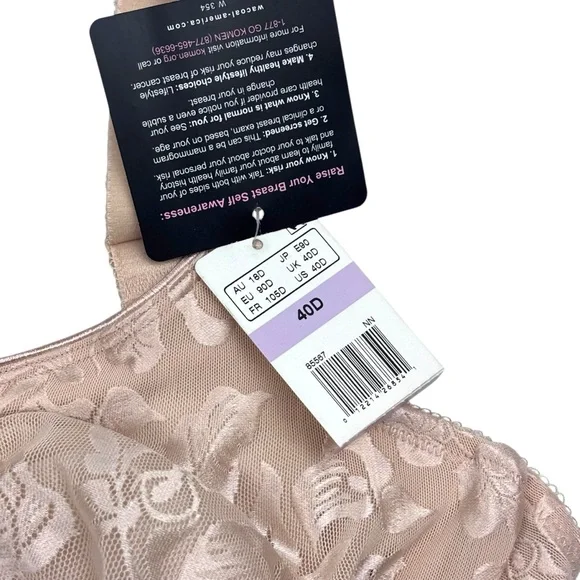 Raise Your Breast Self Awareness:
1. Know your risk: Talk with both sides of
family to learn about your family health history
and talk to your doctor about your personal risk.
2. Get screened: This can be a mammogram
or a clinical breast exam, based on your age.
3. Know what is normal for you: See your
health care provider if you notice even a subtle
change in your breast.
4. Make healthy lifestyle choices: Lifestyle
changes may reduce your risk of breast cancer.
For more information visit komen.org or call
1-877 GO KOMEN (877-465-6636)
wacoal-america.com
W 354
AU 18D JP E90
EU 90D UK 40D
FR 105D US 40D
40D
85567 NN